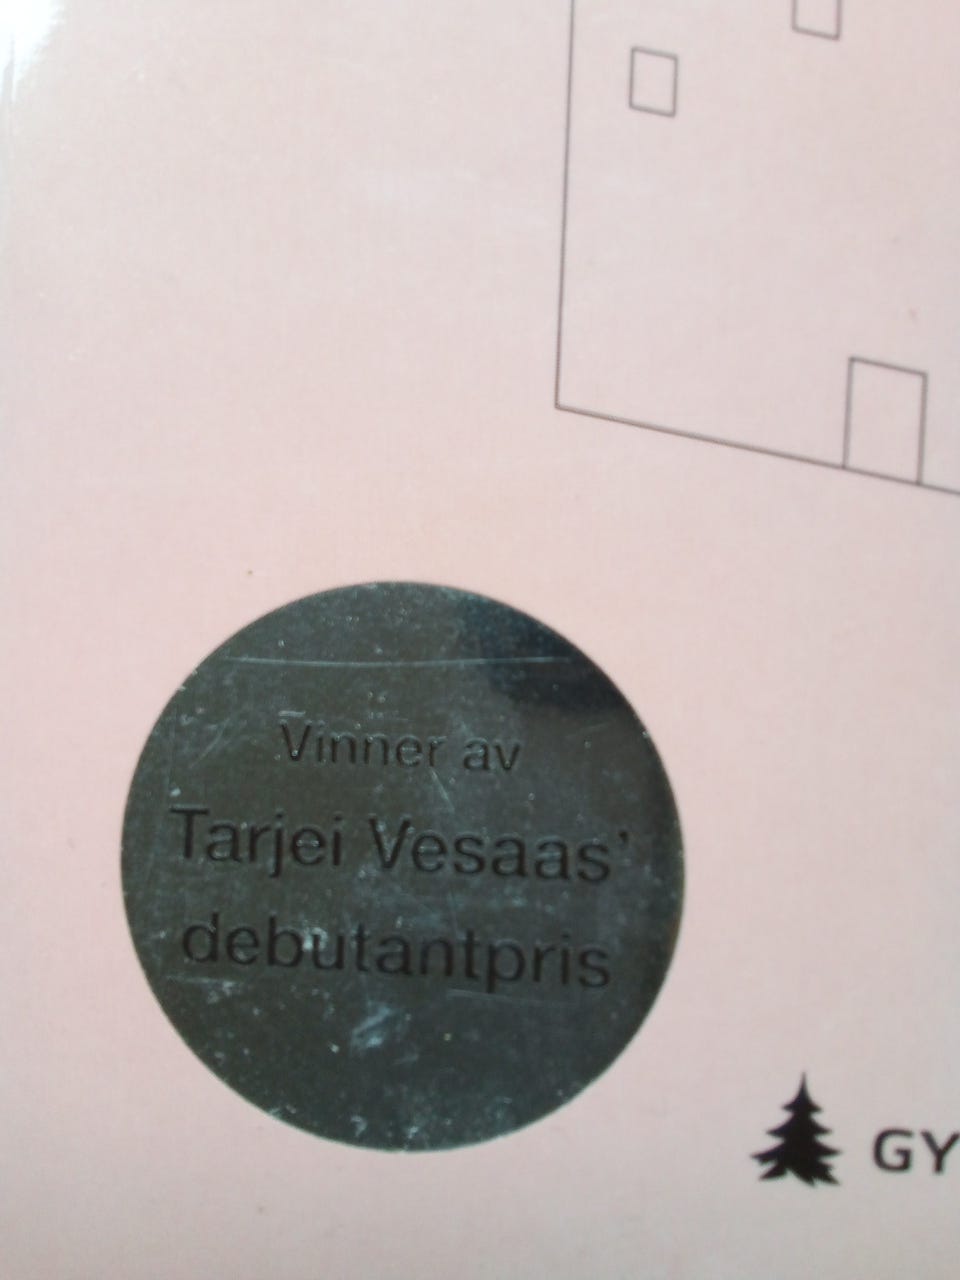 Vinner av
Tarjei Vesaas'
debutantpris
GY